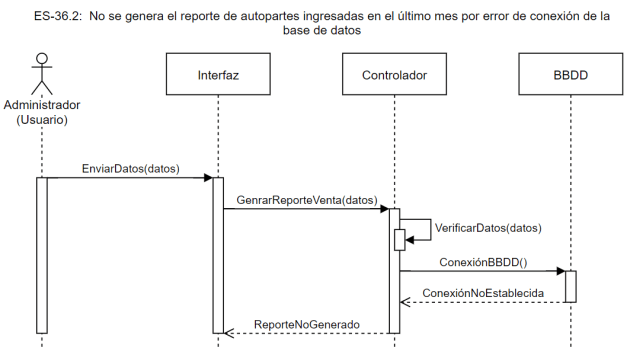 ES-36.2: No se genera el reporte de autopartes ingresadas en el último mes por error de conexión de la
base de datos
Interfaz
Controlador
BBDD
Administrador
(Usuario)
EnviarDatos(datos)
GenrarReporteVenta(datos)
VerificarDatos(datos)
ConexiónBBDD()
ConexiónNoEstablecida
ReporteNoGenerado